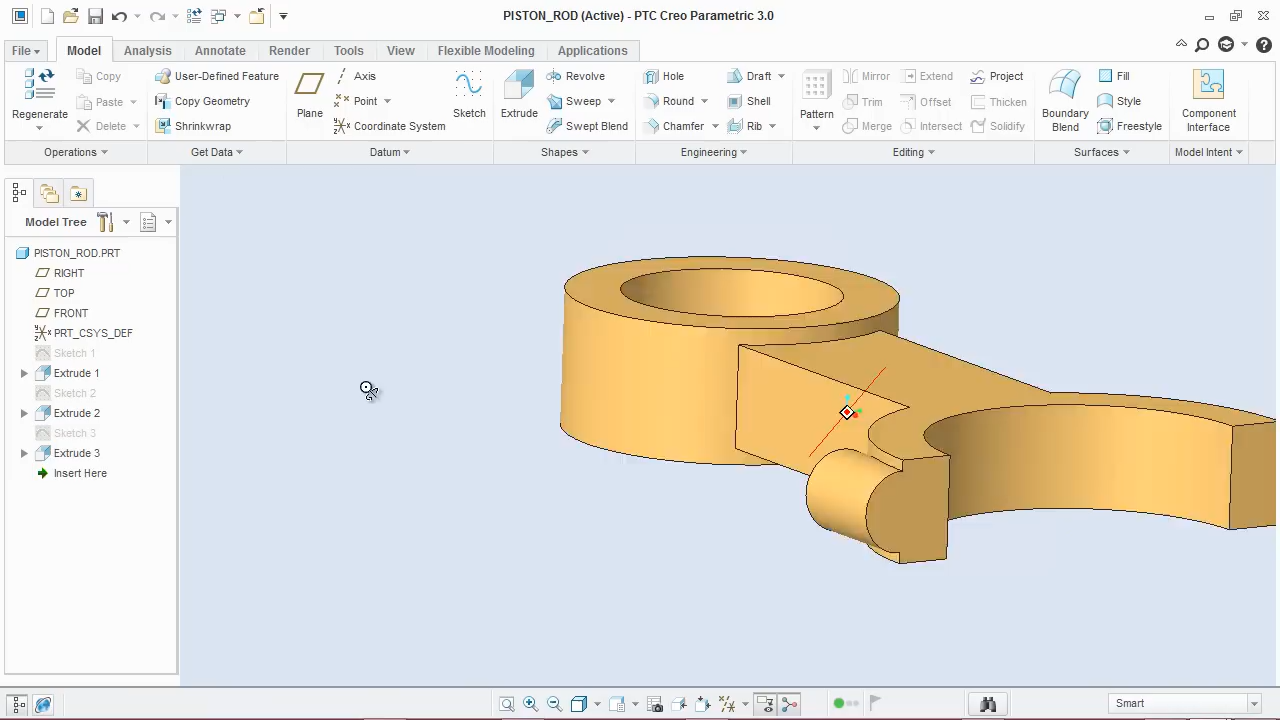 PISTON_ROD (Active) - PTC Creo Parametric 3.0
File Model Analysis Annotate Render Tools View Flexible Modeling Applications
Regenerate
Copy
Paste
Delete
Operations
User-Defined Feature
Copy Geometry
Shrinkwrap
Get Data
Plane
Axis
Point
Coordinate System
Sketch
Datum
Extrude
Revolve
Sweep
Swept Blend
Shapes
Hole
Round
Chamfer
Draft
Shell
Rib
Engineering
Pattern
Mirror
Trim
Merge
Extend
Offset
Intersect
Project
Thicken
Solidify
Editing
Boundary
Blend
Fill
Style
Freestyle
Surfaces
Component
Interface
Model Intent
Model Tree
PISTON_ROD.PRT
RIGHT
TOP
FRONT
PRT_CSYS_DEF
Sketch 1
Extrude 1
Sketch 2
Extrude 2
Sketch 3
Extrude 3
Insert Here
Smart